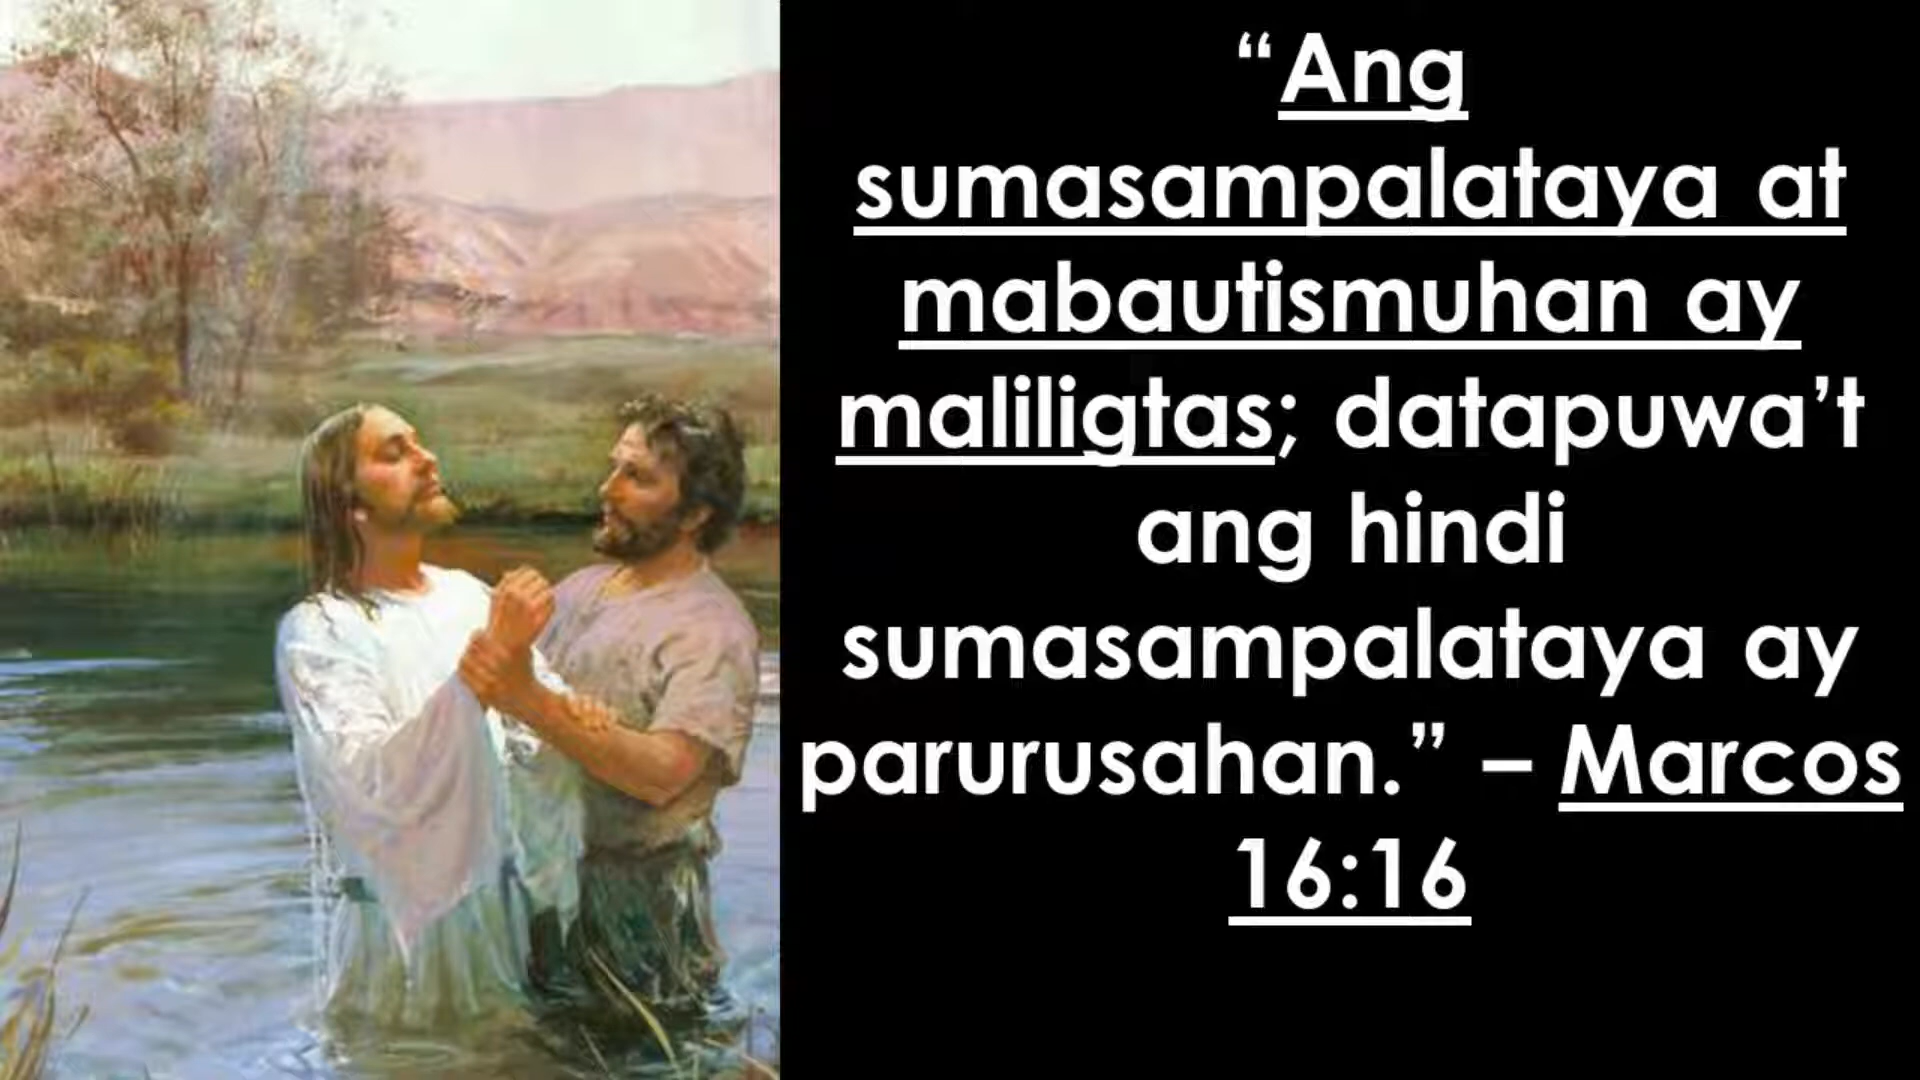 “Ang
sumasampalataya at
mabautismuhan ay
maliligtas; datapuwa’t
ang hindi
sumasampalataya ay
parurusahan.” – Marcos
16:16